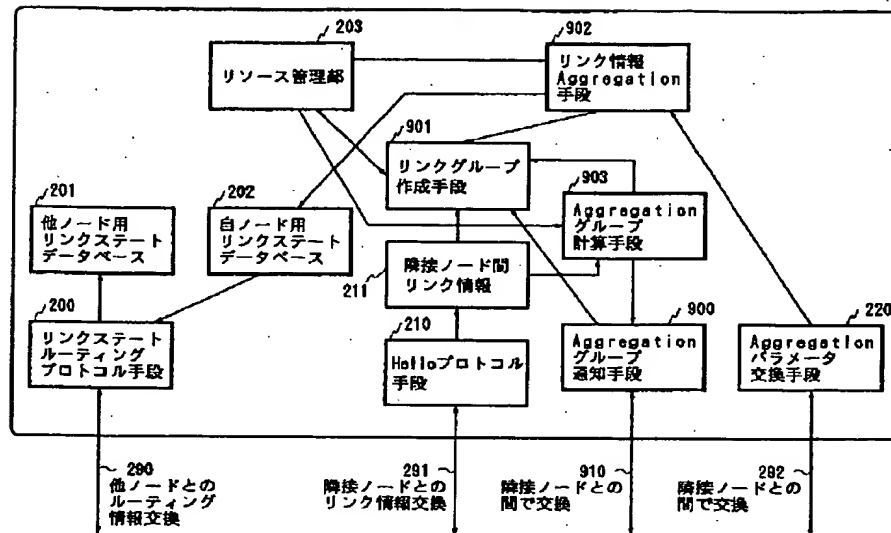 203
リソース管理部
902
リンク情報
Aggregation
手段
901
リンクグループ
作成手段
903
Aggregation
グループ
計算手段
201
他ノード用
リンクステート
データベース
202
自ノード用
リンクステート
データベース
211
隣接ノード間
リンク情報
200
リンクステート
ルーティング
プロトコル手段
210
Helloプロトコル
手段
900
Aggregation
グループ
通知手段
220
Aggregation
パラメータ
交換手段
290
他ノードとの
ルーティング
情報交換
291
隣接ノードとの
リンク情報交換
910
隣接ノードとの
間で交換
292
隣接ノードとの
間で交換